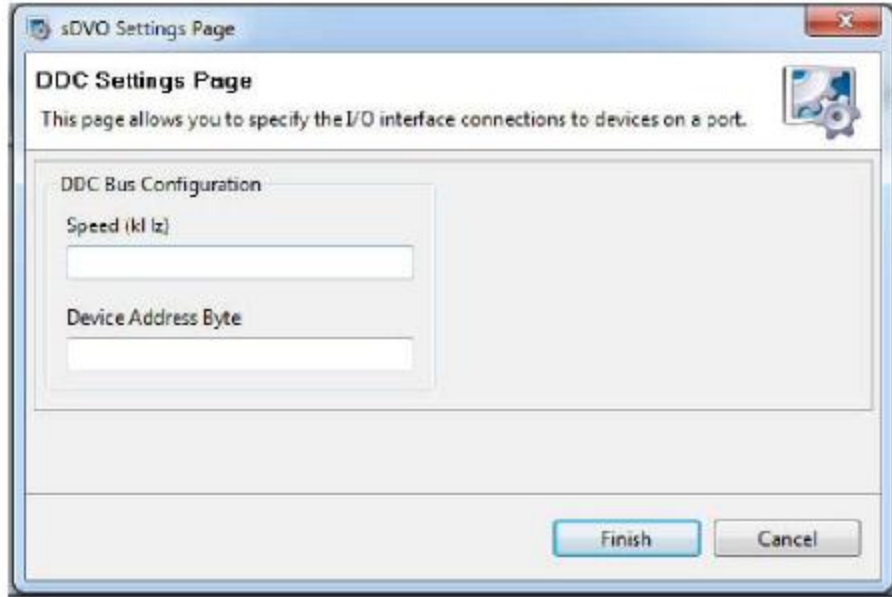 sDVO Settings Page
DDC Settings Page
This page allows you to specify the I/O interface connections to devices on a port.
DDC Bus Configuration
Speed (kHz)
Device Address Byte
Finish
Cancel